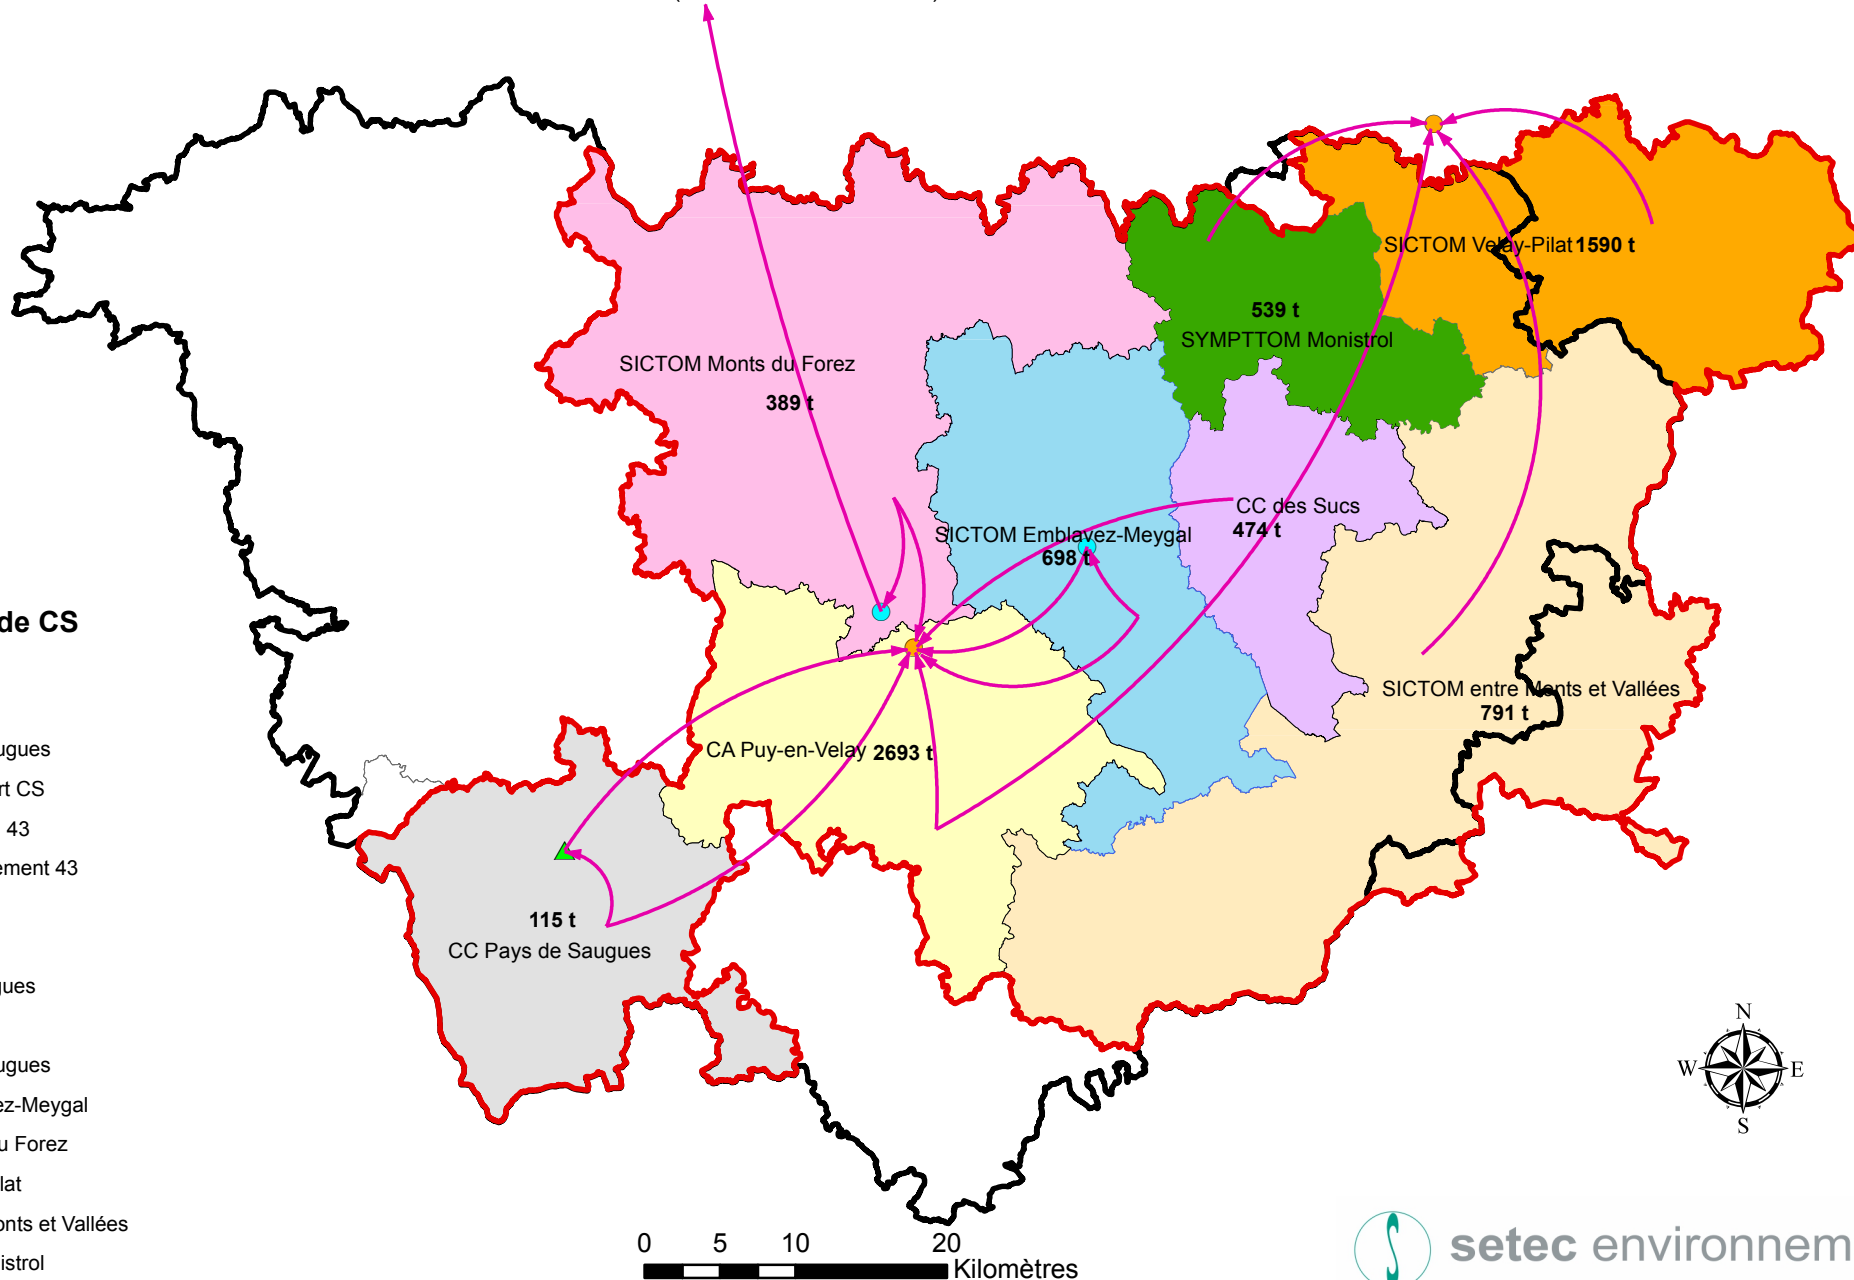 SICTOM Velay-Pilat 1590 t
539 t
SYMPTTOM Monistrol
SICTOM Monts du Forez
389 t
CC des Sucs
474 t
SICTOM Emblavez-Meygal
698 t
de CS
SICTOM entre Monts et Vallées
791 t
CA Puy-en-Velay 2693 t
ugues
rt CS
43
ement 43
115 t
CC Pays de Saugues
gues
ugues
ez-Meygal
u Forez
lat
onts et Vallées
istrol
N
W E
S
0 5 10 20
Kilomètres
setec environnem